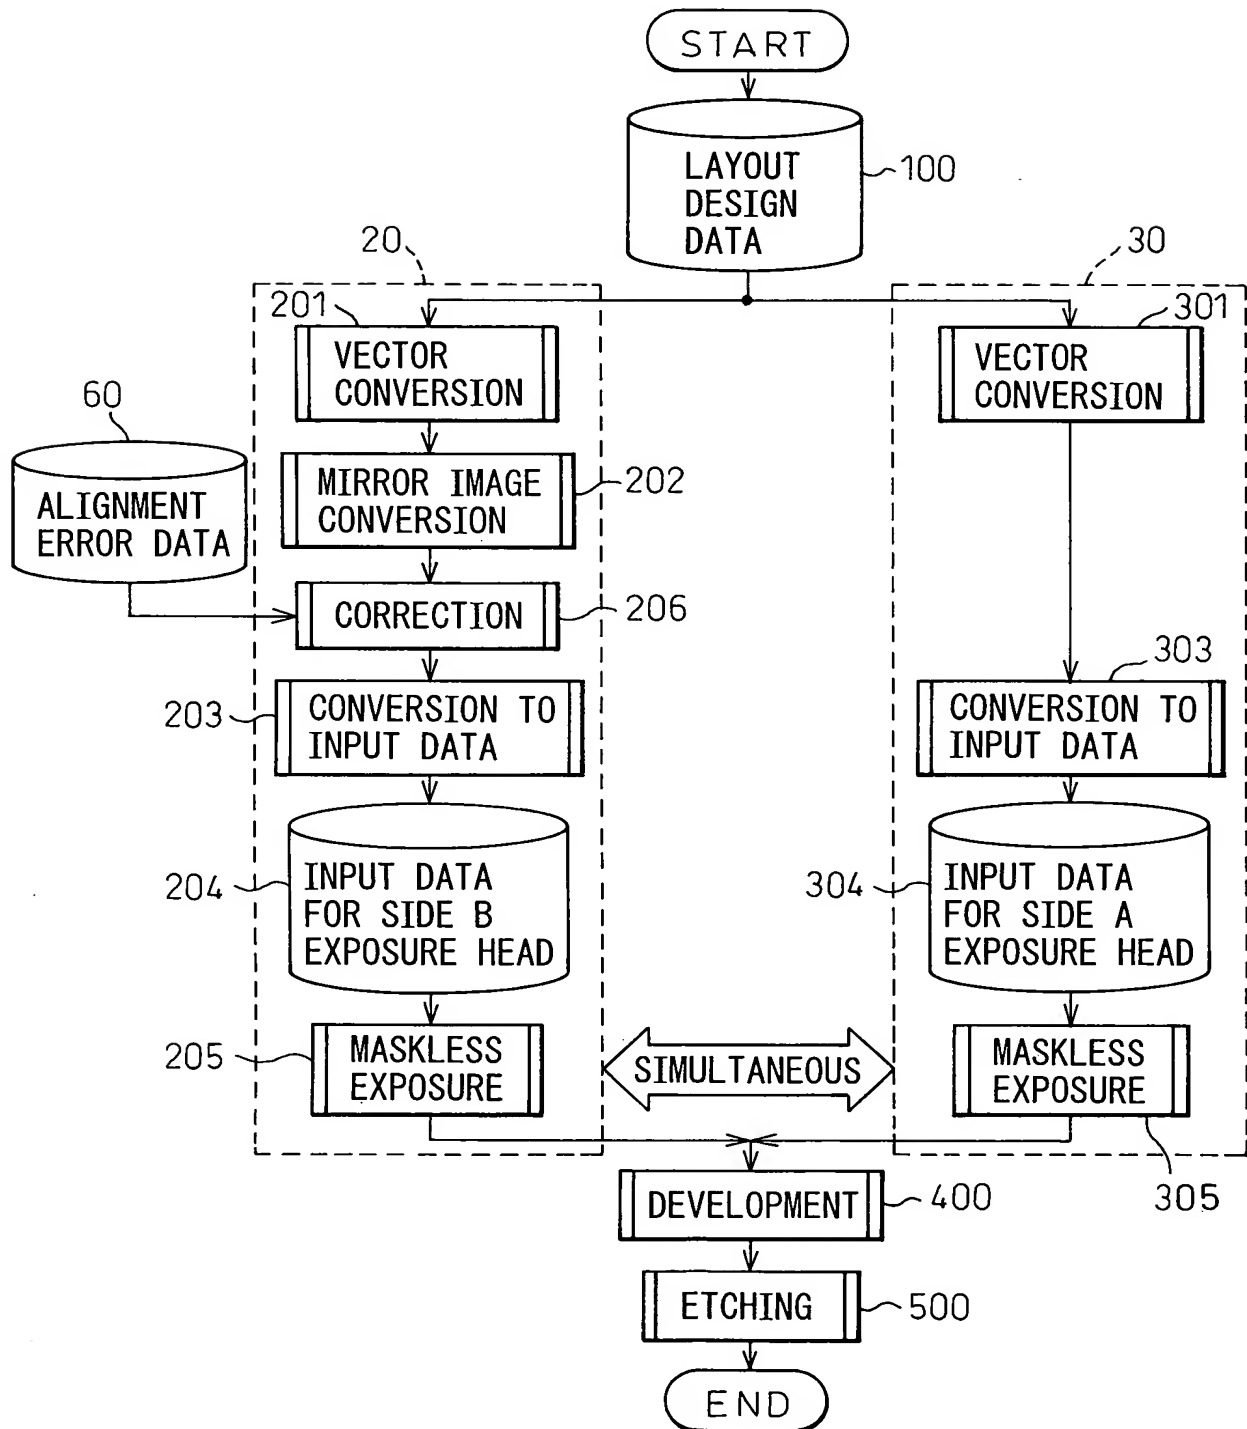 START
LAYOUT
DESIGN
DATA
100
20
30
201
VECTOR
CONVERSION
301
VECTOR
CONVERSION
60
ALIGNMENT
ERROR DATA
MIRROR IMAGE
CONVERSION
202
CORRECTION
206
203
CONVERSION TO
INPUT DATA
303
CONVERSION TO
INPUT DATA
204
INPUT DATA
FOR SIDE B
EXPOSURE HEAD
304
INPUT DATA
FOR SIDE A
EXPOSURE HEAD
205
MASKLESS
EXPOSURE
SIMULTANEOUS
MASKLESS
EXPOSURE
305
DEVELOPMENT
400
ETCHING
500
END